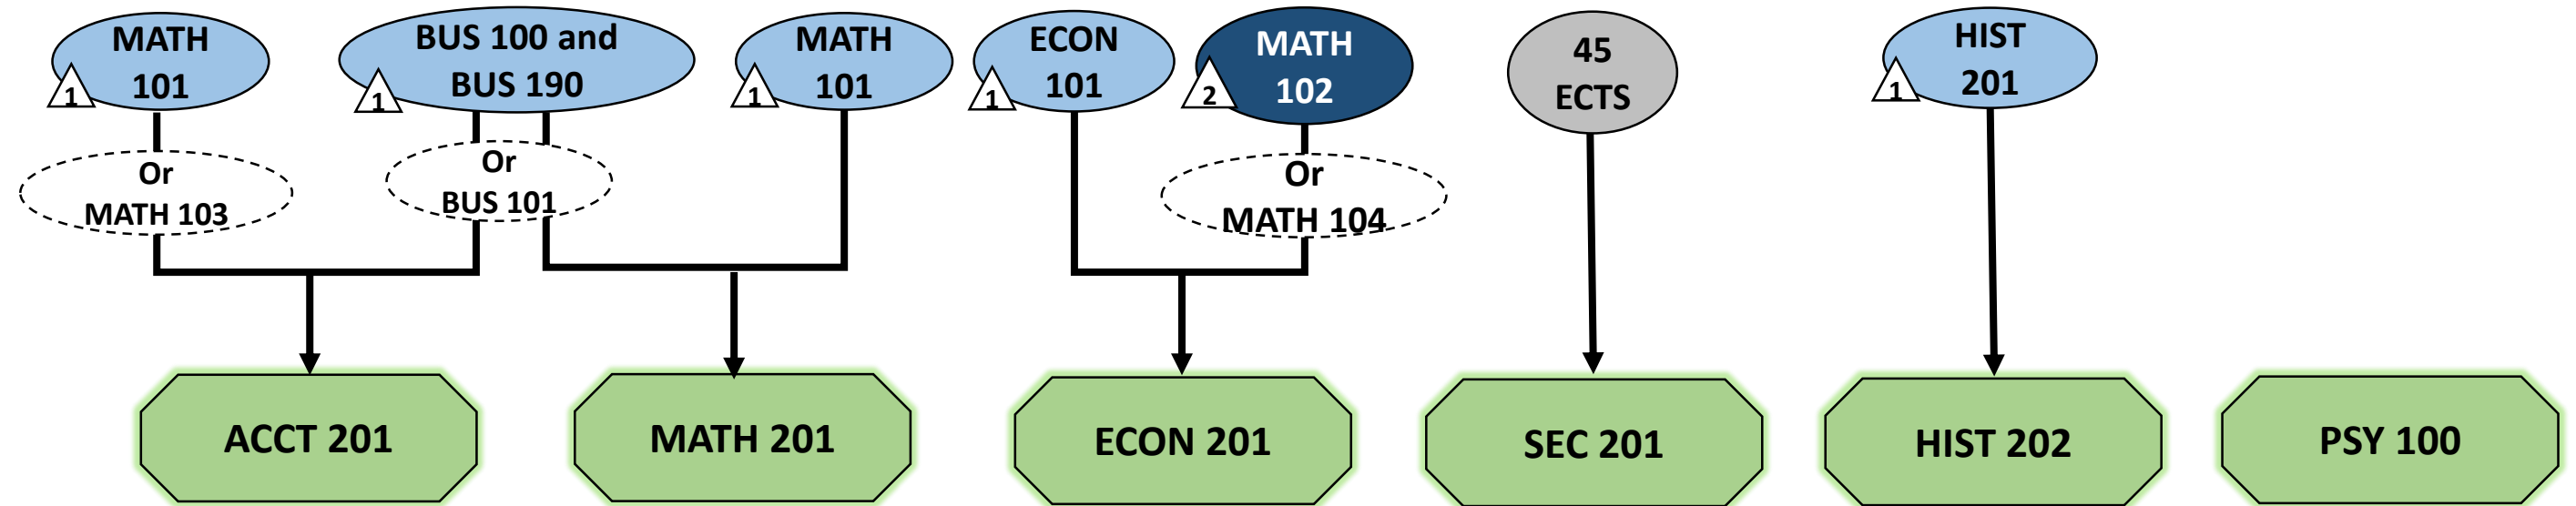 MATH
101
1
BUS 100 and
BUS 190
1
MATH
101
1
ECON
101
1
MATH
102
2
45
ECTS
HIST
201
1
Or
MATH 103
Or
BUS 101
Or
MATH 104
ACCT 201
MATH 201
ECON 201
SEC 201
HIST 202
PSY 100